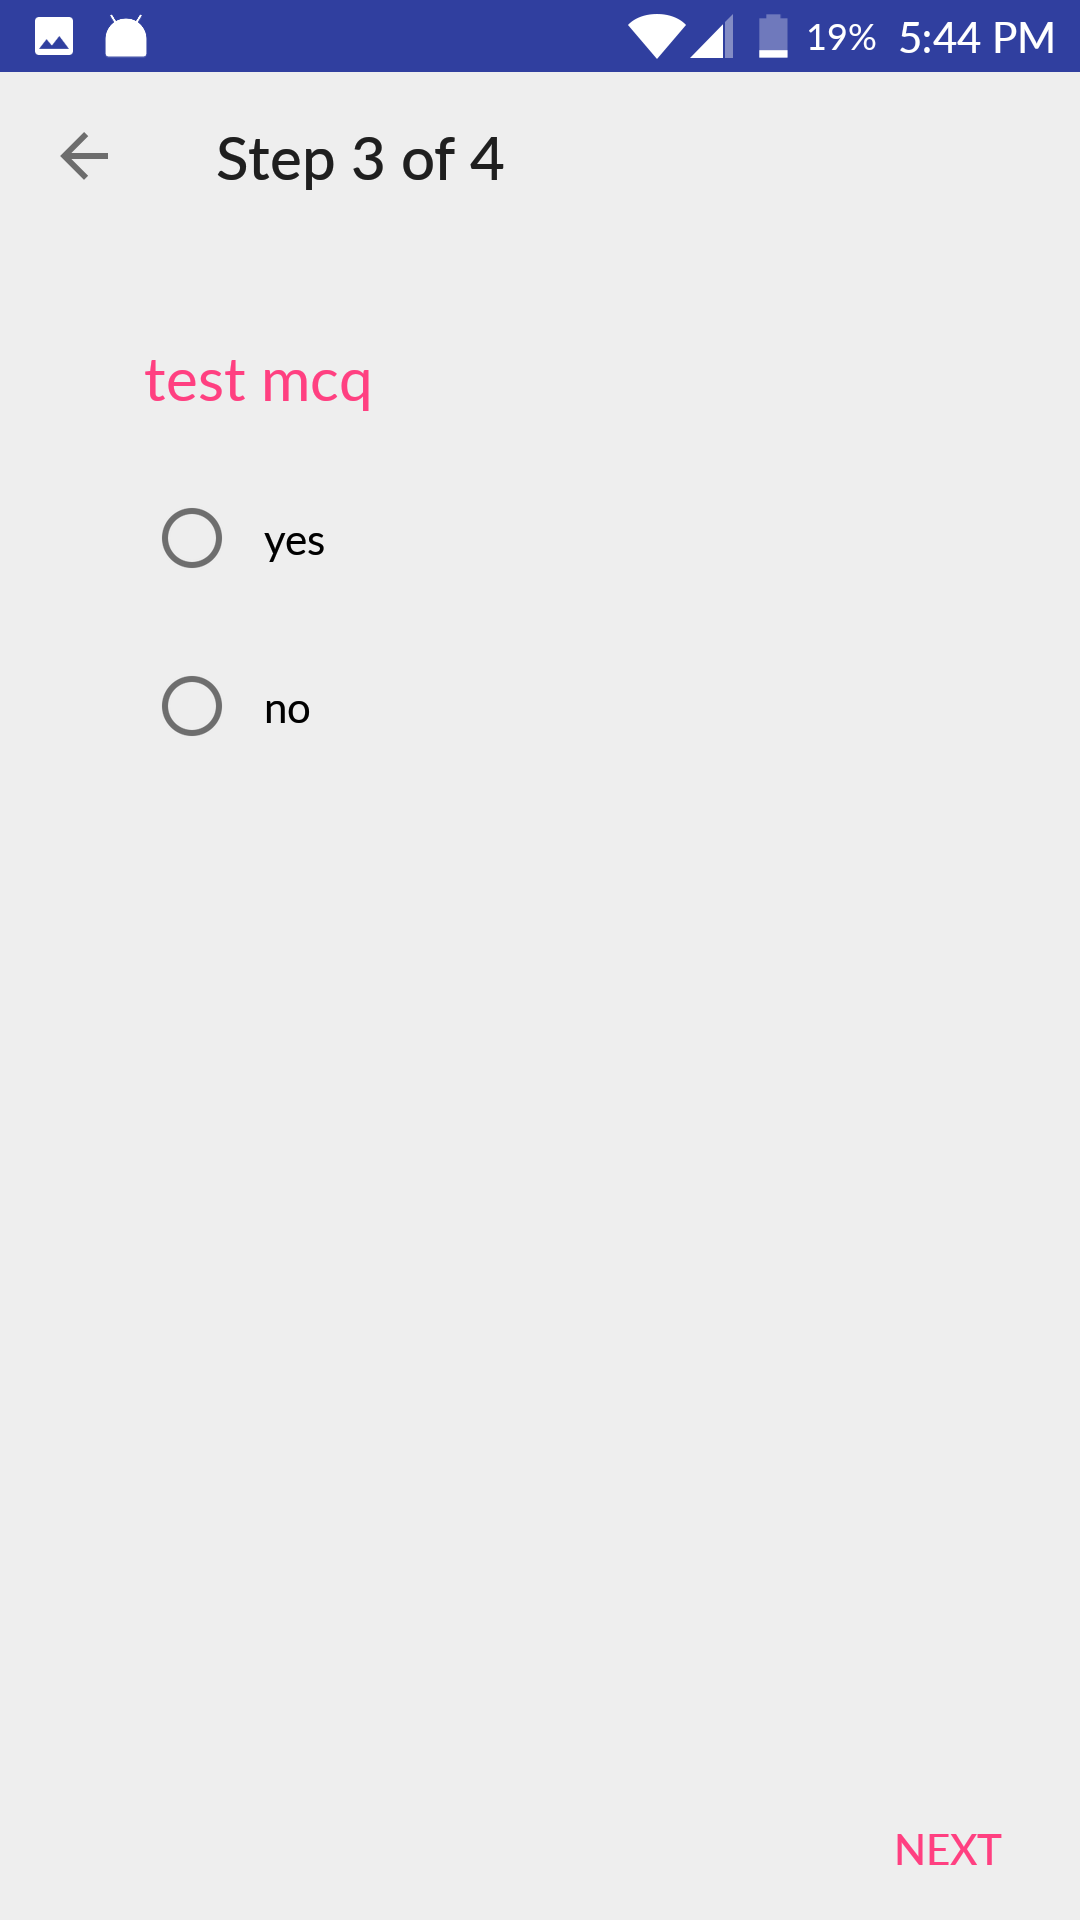 19% 5:44 PM
Step 3 of 4
test mcq
yes
no
NEXT